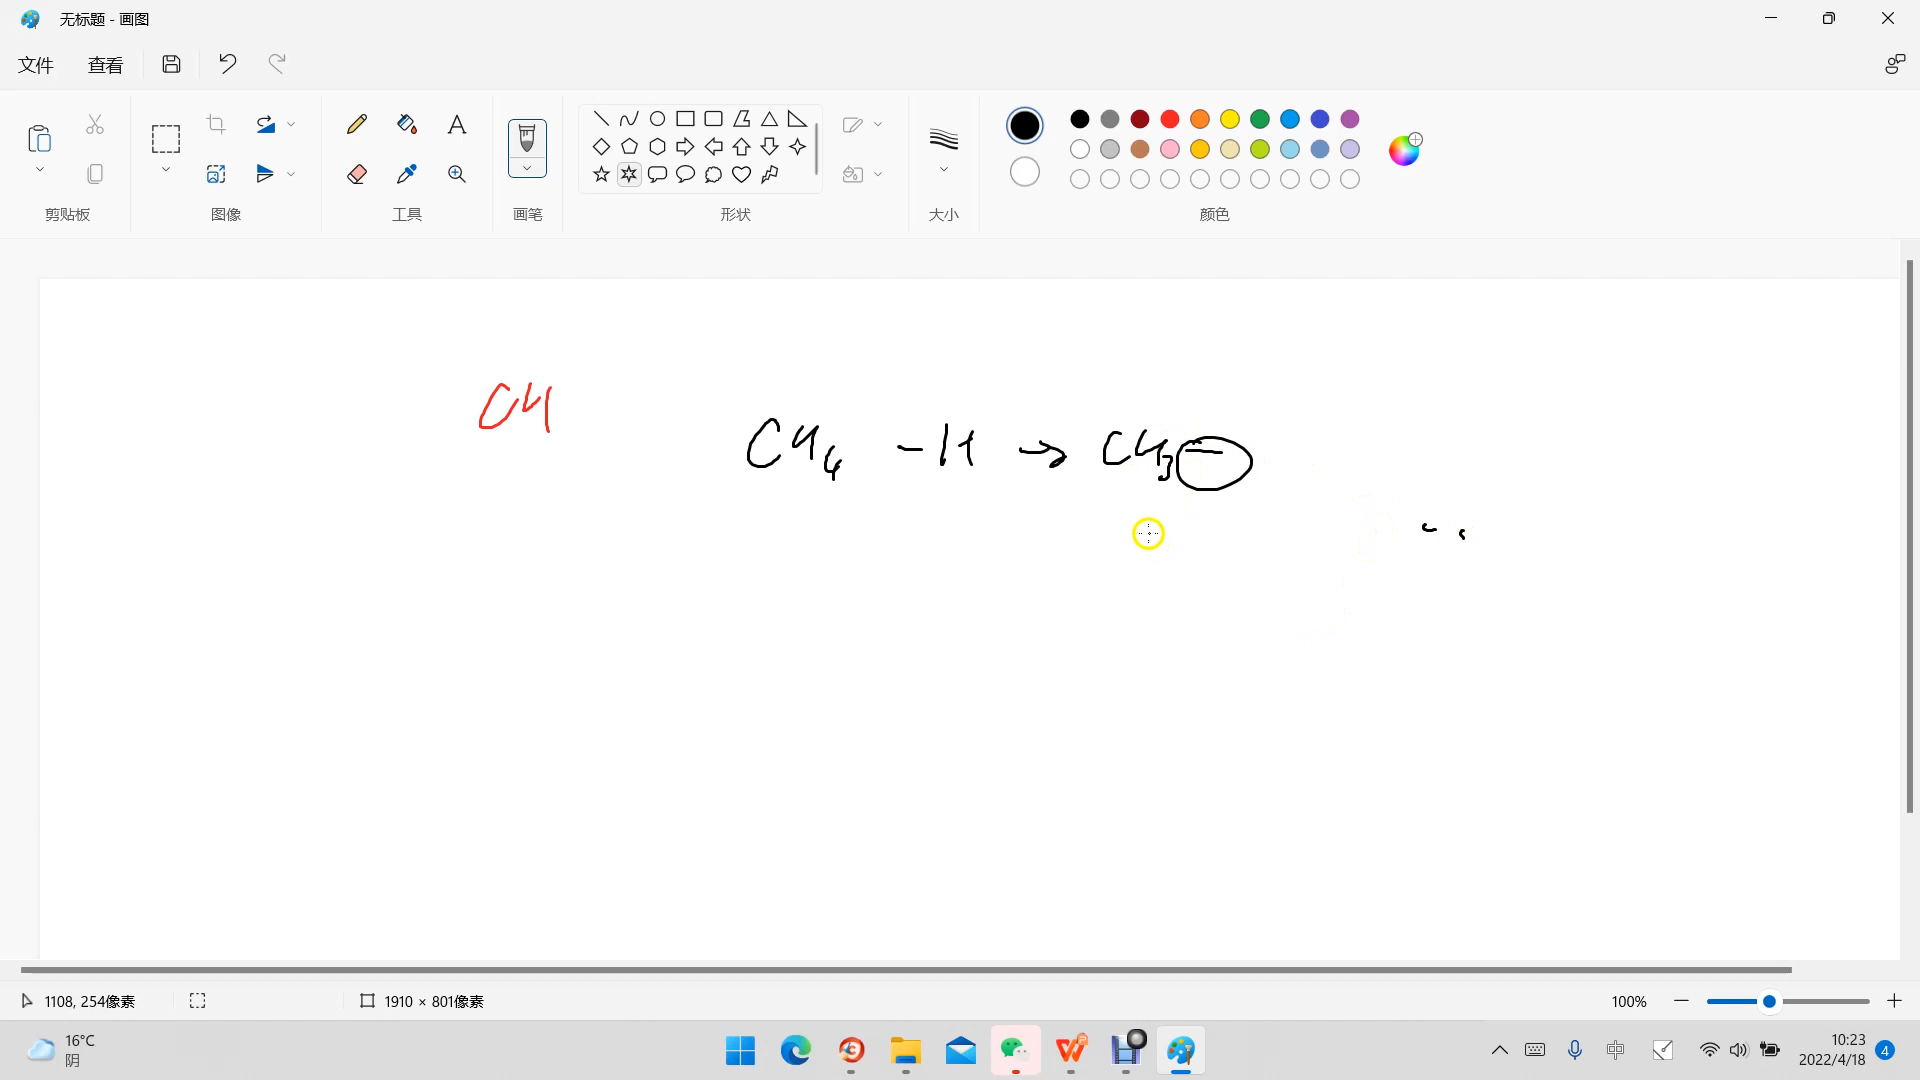 无标题 - 画图
文件 查看
剪贴板 图像 工具 画笔 形状 大小 颜色
CH
CH₄ -H → CH₃-
1108, 254像素 1910 × 801像素 100%
16°C
阴
中
10:23
2022/4/18 4